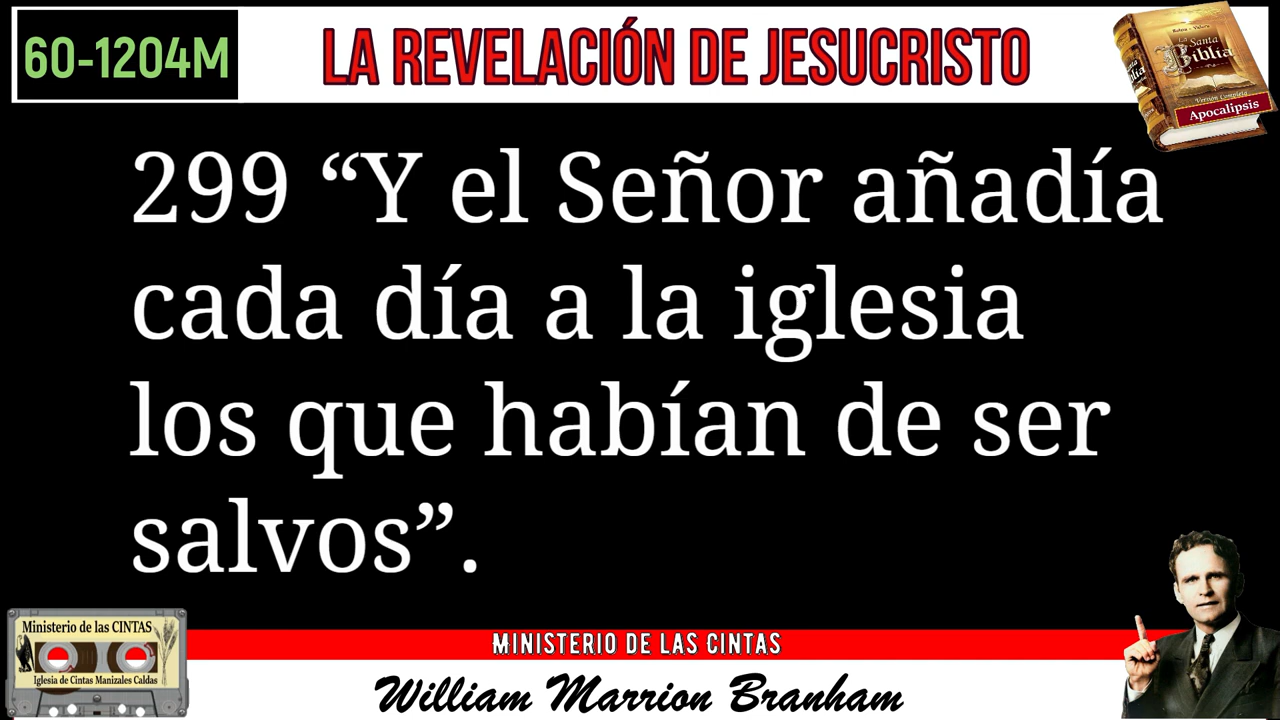 60-1204M
LA REVELACIÓN DE JESUCRISTO
La Santa
Biblia
Apocalipsis
299 “Y el Señor añadía
cada día a la iglesia
los que habían de ser
salvos”.
Ministerio de las CINTAS
Iglesia de Cintas Manizales Caldas
MINISTERIO DE LAS CINTAS
William Marrion Branham